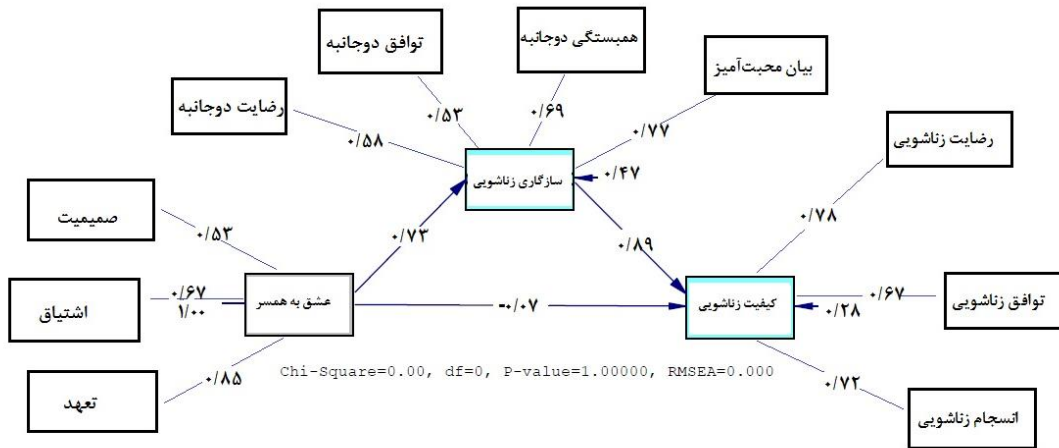 توافق دوجانبه
همبستگی دوجانبه
بیان محبت‌آمیز
رضایت دوجانبه
۰/۵۳
۰/۶۹
۰/۷۷
۰/۵۸
رضایت زناشویی
سازگاری زناشویی
۰/۴۷
صمیمیت
۰/۵۳
۰/۷۳
۰/۸۹
۰/۷۸
اشتیاق
۰/۶۷
۱/۰۰
عشق به همسر
-۰/۰۷
کیفیت زناشویی
۰/۲۸
۰/۶۷
توافق زناشویی
تعهد
۰/۸۵
Chi-Square=0.00, df=0, P-value=1.00000, RMSEA=0.000
۰/۷۲
انسجام زناشویی